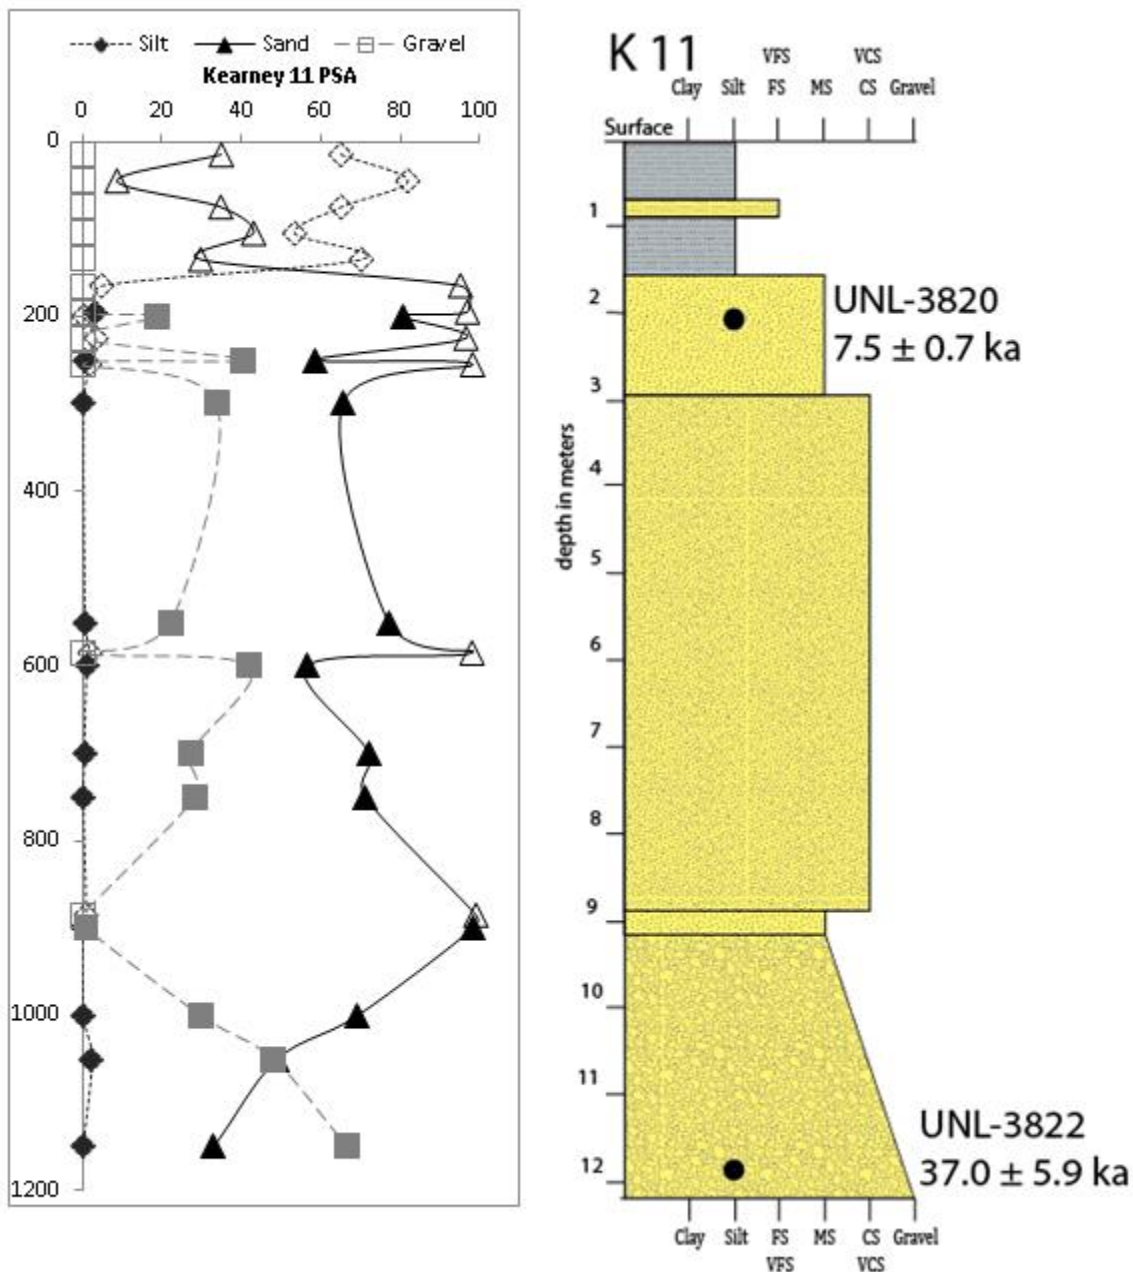 Silt Sand Gravel
Kearney 11 PSA
0 20 40 60 80 100
0
200
400
600
800
1000
1200
K 11
VFS VCS
Clay Silt FS MS CS Gravel
Surface
depth in meters
1
2
3
4
5
6
7
8
9
10
11
12
UNL-3820
7.5 ± 0.7 ka
UNL-3822
37.0 ± 5.9 ka
Clay Silt FS MS CS Gravel
VFS VCS